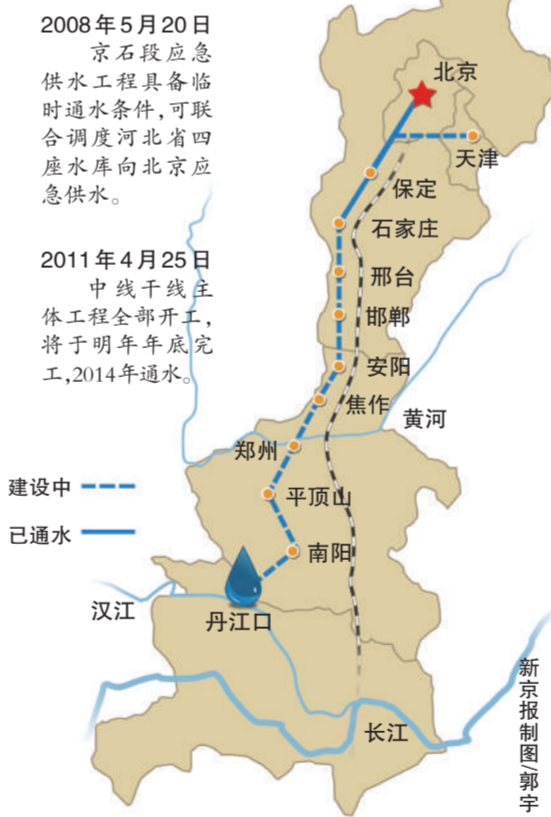 2008年5月20日
京石段应急
供水工程具备临
时通水条件,可联
合调度河北省四
座水库向北京应
急供水。
2011年4月25日
中线干线主
体工程全部开工,
将于明年年底完
工,2014年通水。
北京
天津
保定
石家庄
邢台
邯郸
安阳
焦作
黄河
郑州
平顶山
南阳
建设中
已通水
汉江
丹江口
长江
新京报制图/郭宇